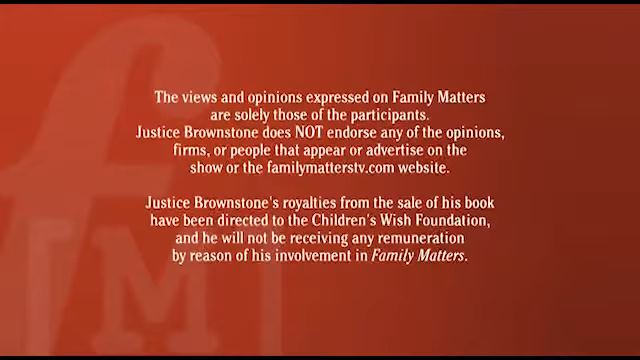 The views and opinions expressed on Family Matters
are solely those of the participants.
Justice Brownstone does NOT endorse any of the opinions,
firms, or people that appear or advertise on the
show or the familymatterstv.com website.
Justice Brownstone's royalties from the sale of his book
have been directed to the Children's Wish Foundation,
and he will not be receiving any remuneration
by reason of his involvement in Family Matters.
f
[M]